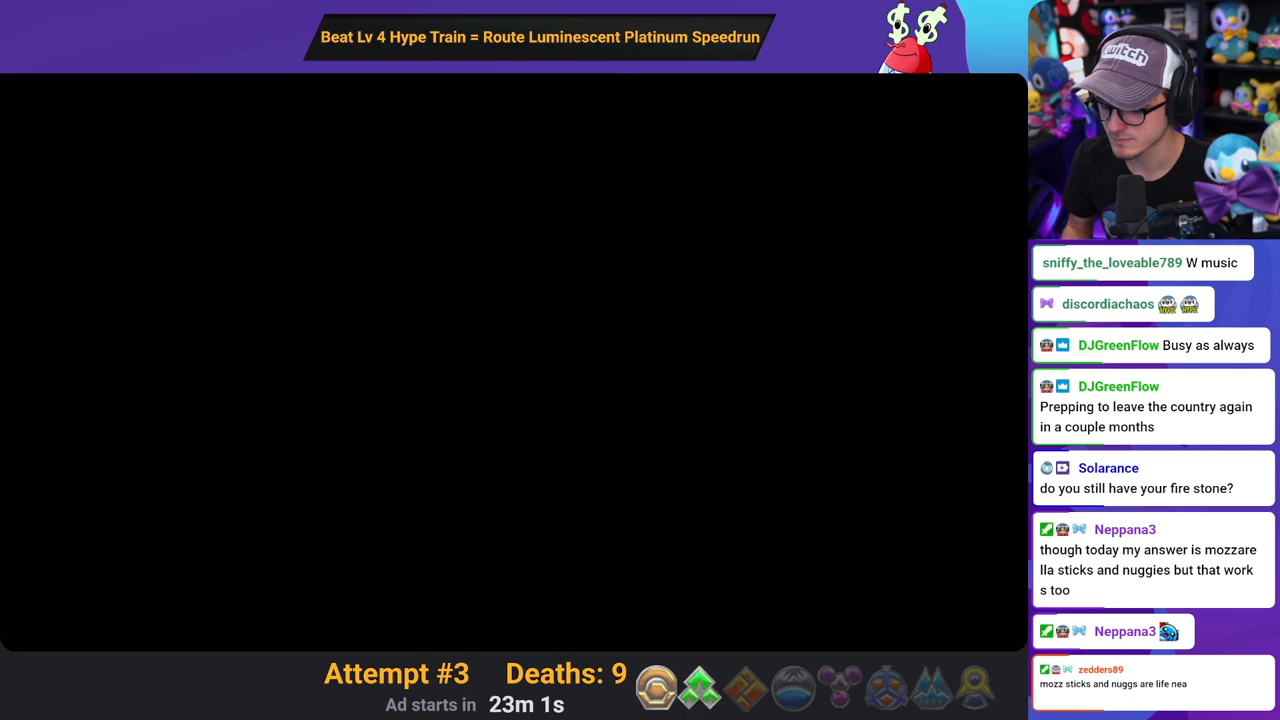 Beat Lv 4 Hype Train = Route Luminescent Platinum Speedrun
witch
sniffy_the_loveable789 W music
discordiachaos
DJGreenFlow Busy as always
DJGreenFlow
Prepping to leave the country again
in a couple months
Solarance
do you still have your fire stone?
Neppana3
though today my answer is mozzare
lla sticks and nuggies but that work
s too
Neppana3
zedders89
mozz sticks and nuggs are life nea
Attempt #3 Deaths: 9
Ad starts in 23m 1s